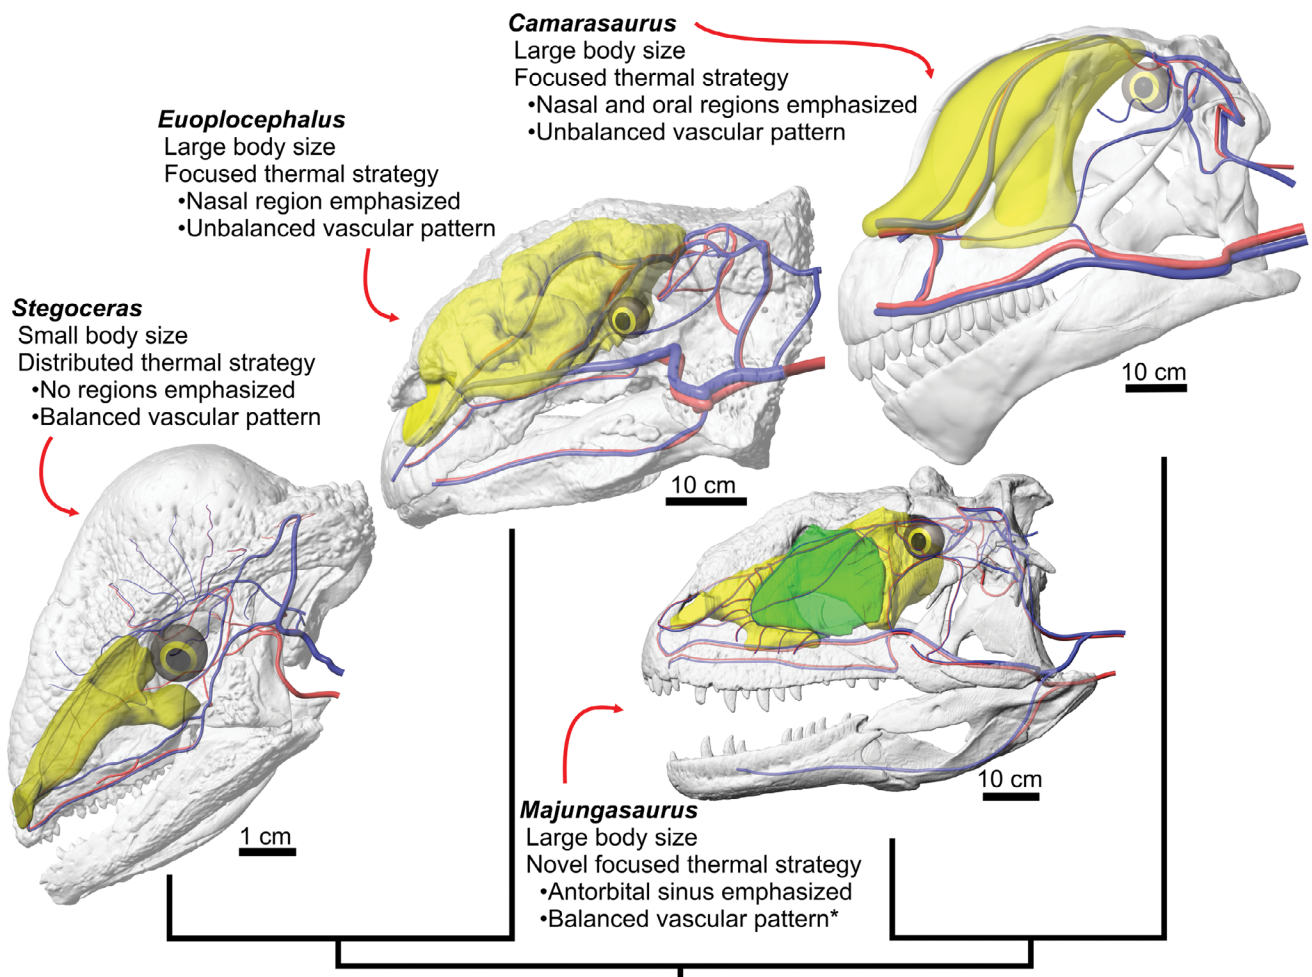 Camarasaurus
Large body size
Focused thermal strategy
•Nasal and oral regions emphasized
•Unbalanced vascular pattern
Euoplocephalus
Large body size
Focused thermal strategy
•Nasal region emphasized
•Unbalanced vascular pattern
Stegoceras
Small body size
Distributed thermal strategy
•No regions emphasized
•Balanced vascular pattern
10 cm
10 cm
10 cm
1 cm
Majungasaurus
Large body size
Novel focused thermal strategy
•Antorbital sinus emphasized
•Balanced vascular pattern*